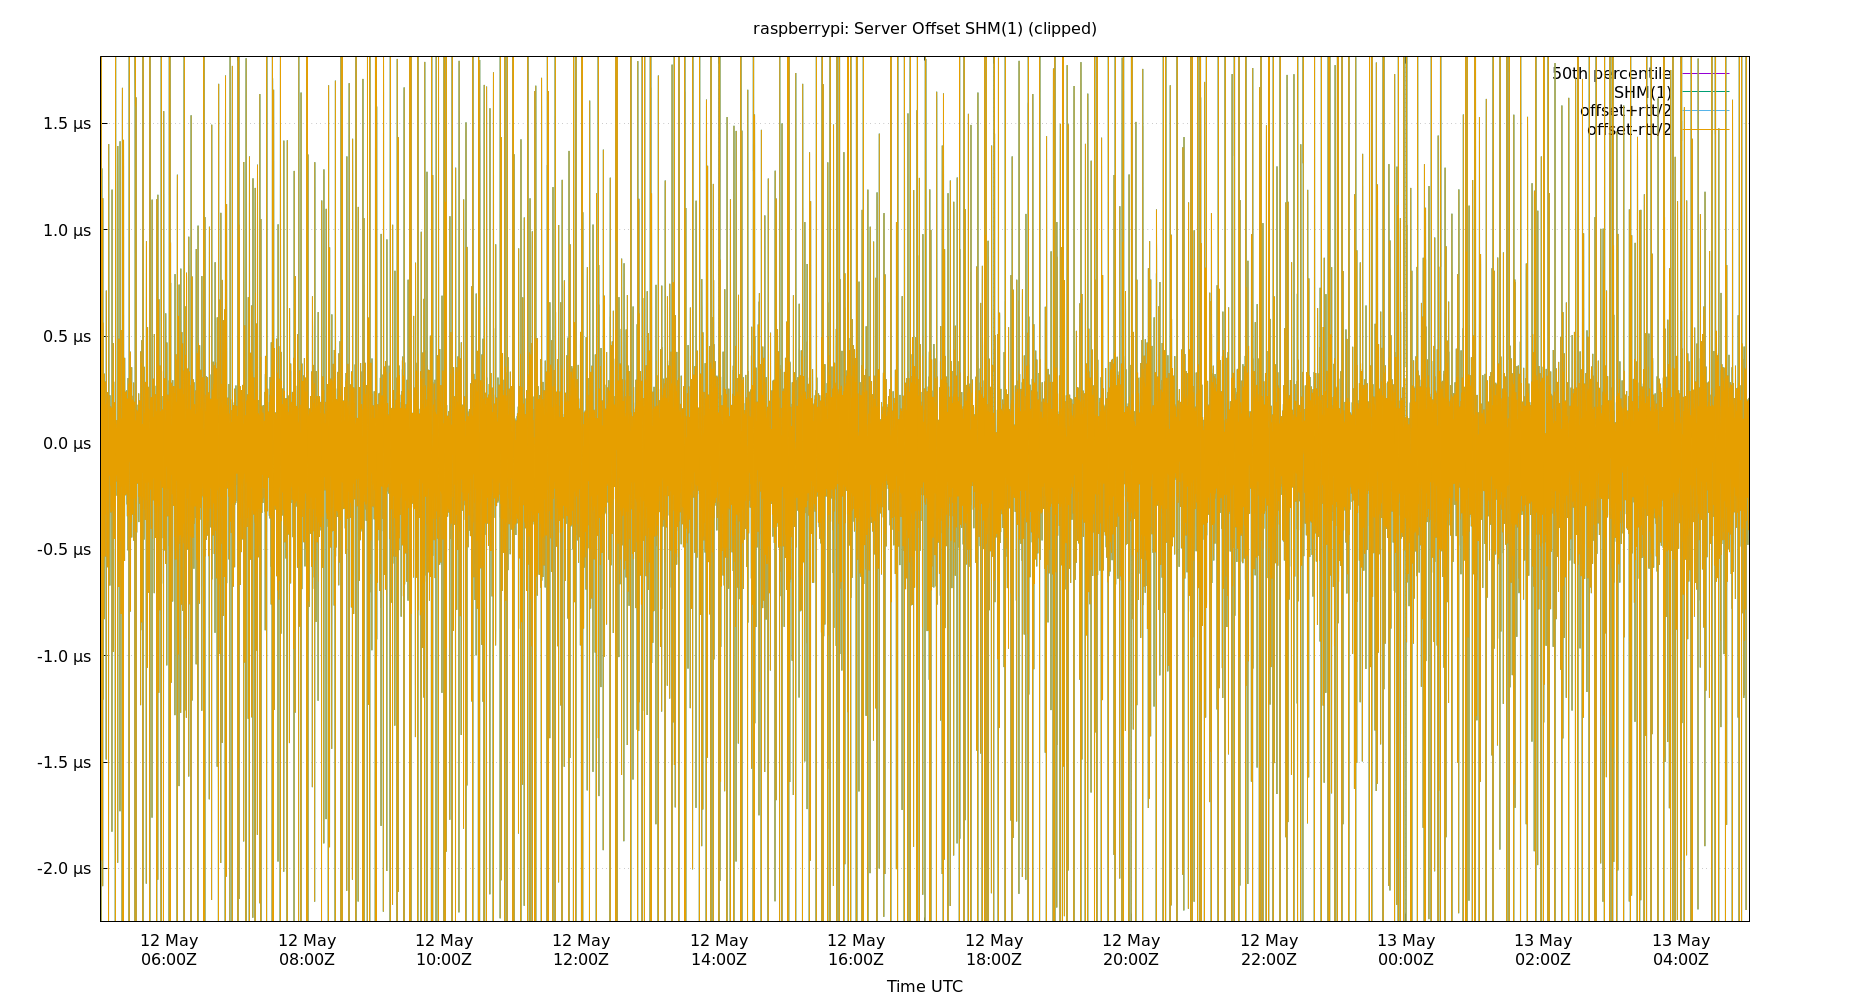 raspberrypi: Server Offset SHM(1) (clipped)
50th percentile
SHM(1)
offset+rtt/2
offset-rtt/2
1.5 µs
1.0 µs
0.5 µs
0.0 µs
-0.5 µs
-1.0 µs
-1.5 µs
-2.0 µs
12 May 12 May 12 May 12 May 12 May 12 May 12 May 12 May 12 May 13 May 13 May 13 May
06:00Z 08:00Z 10:00Z 12:00Z 14:00Z 16:00Z 18:00Z 20:00Z 22:00Z 00:00Z 02:00Z 04:00Z
Time UTC